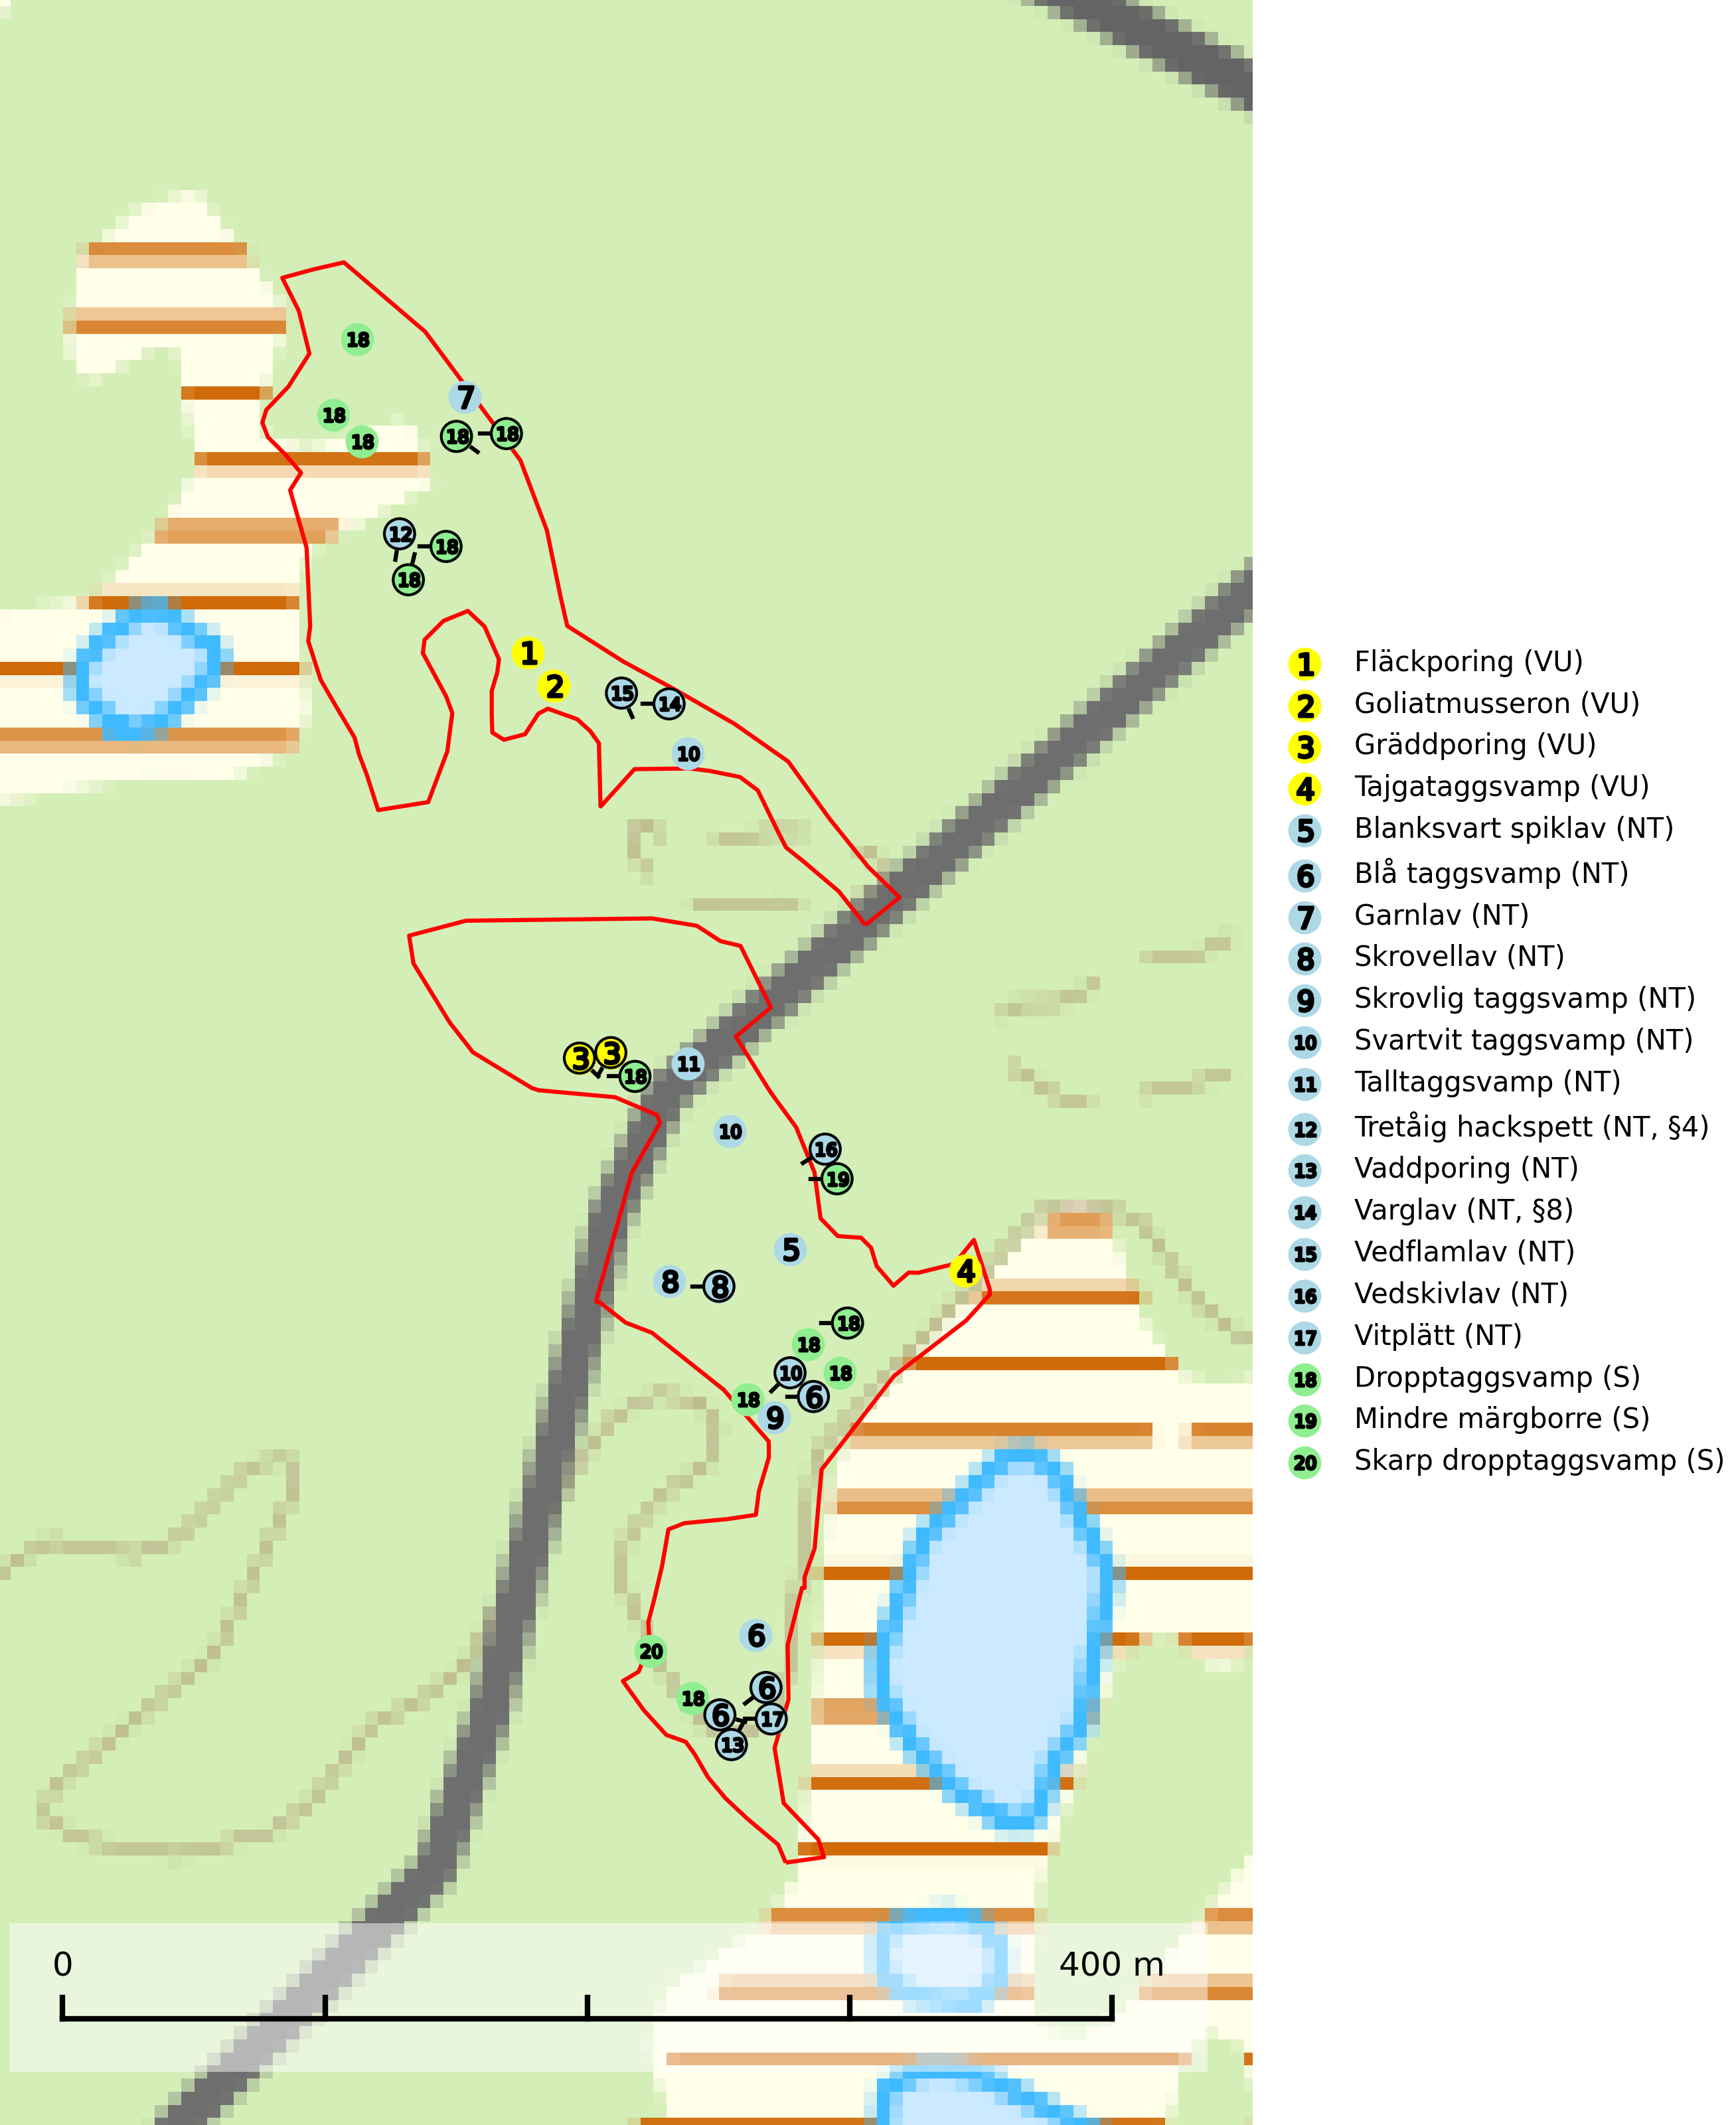 18
7
18
18
18
18
12
18
18
1
2
15
14
10
3
3
18
11
10
16
19
5
4
8
8
18
18
10
18
18
6
9
6
20
6
18
6
17
13
0
400 m
1 Fläckporing (VU)
2 Goliatmusseron (VU)
3 Gräddporing (VU)
4 Tajgataggsvamp (VU)
5 Blanksvart spiklav (NT)
6 Blå taggsvamp (NT)
7 Garnlav (NT)
8 Skrovellav (NT)
9 Skrovlig taggsvamp (NT)
10 Svartvit taggsvamp (NT)
11 Talltaggsvamp (NT)
12 Tretåig hackspett (NT, §4)
13 Vaddporing (NT)
14 Varglav (NT, §8)
15 Vedflamlav (NT)
16 Vedskivlav (NT)
17 Vitplätt (NT)
18 Dropptaggsvamp (S)
19 Mindre märgborre (S)
20 Skarp dropptaggsvamp (S)